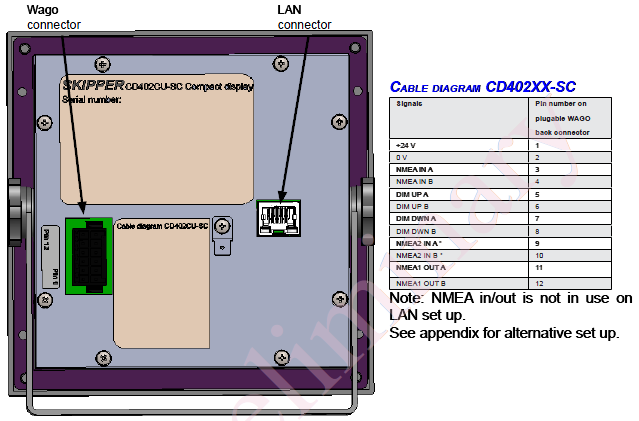 Wago
connector
LAN
connector
SKIPPER CD402CU-SC Compact display
Serial number:
Cable diagram CD402CU-SC
Pin 12
CABLE DIAGRAM CD402XX-SC
Signals
Pin number on
plugable WAGO
back connector
+24 V 1
0 V 2
NMEA IN A 3
NMEA IN B 4
DIM UP A 5
DIM UP B 6
DIM DWN A 7
DIM DWN B 8
NMEA2 IN A * 9
NMEA2 IN B * 10
NMEA1 OUT A 11
NMEA1 OUT B 12
Note: NMEA in/out is not in use on
LAN set up.
See appendix for alternative set up.